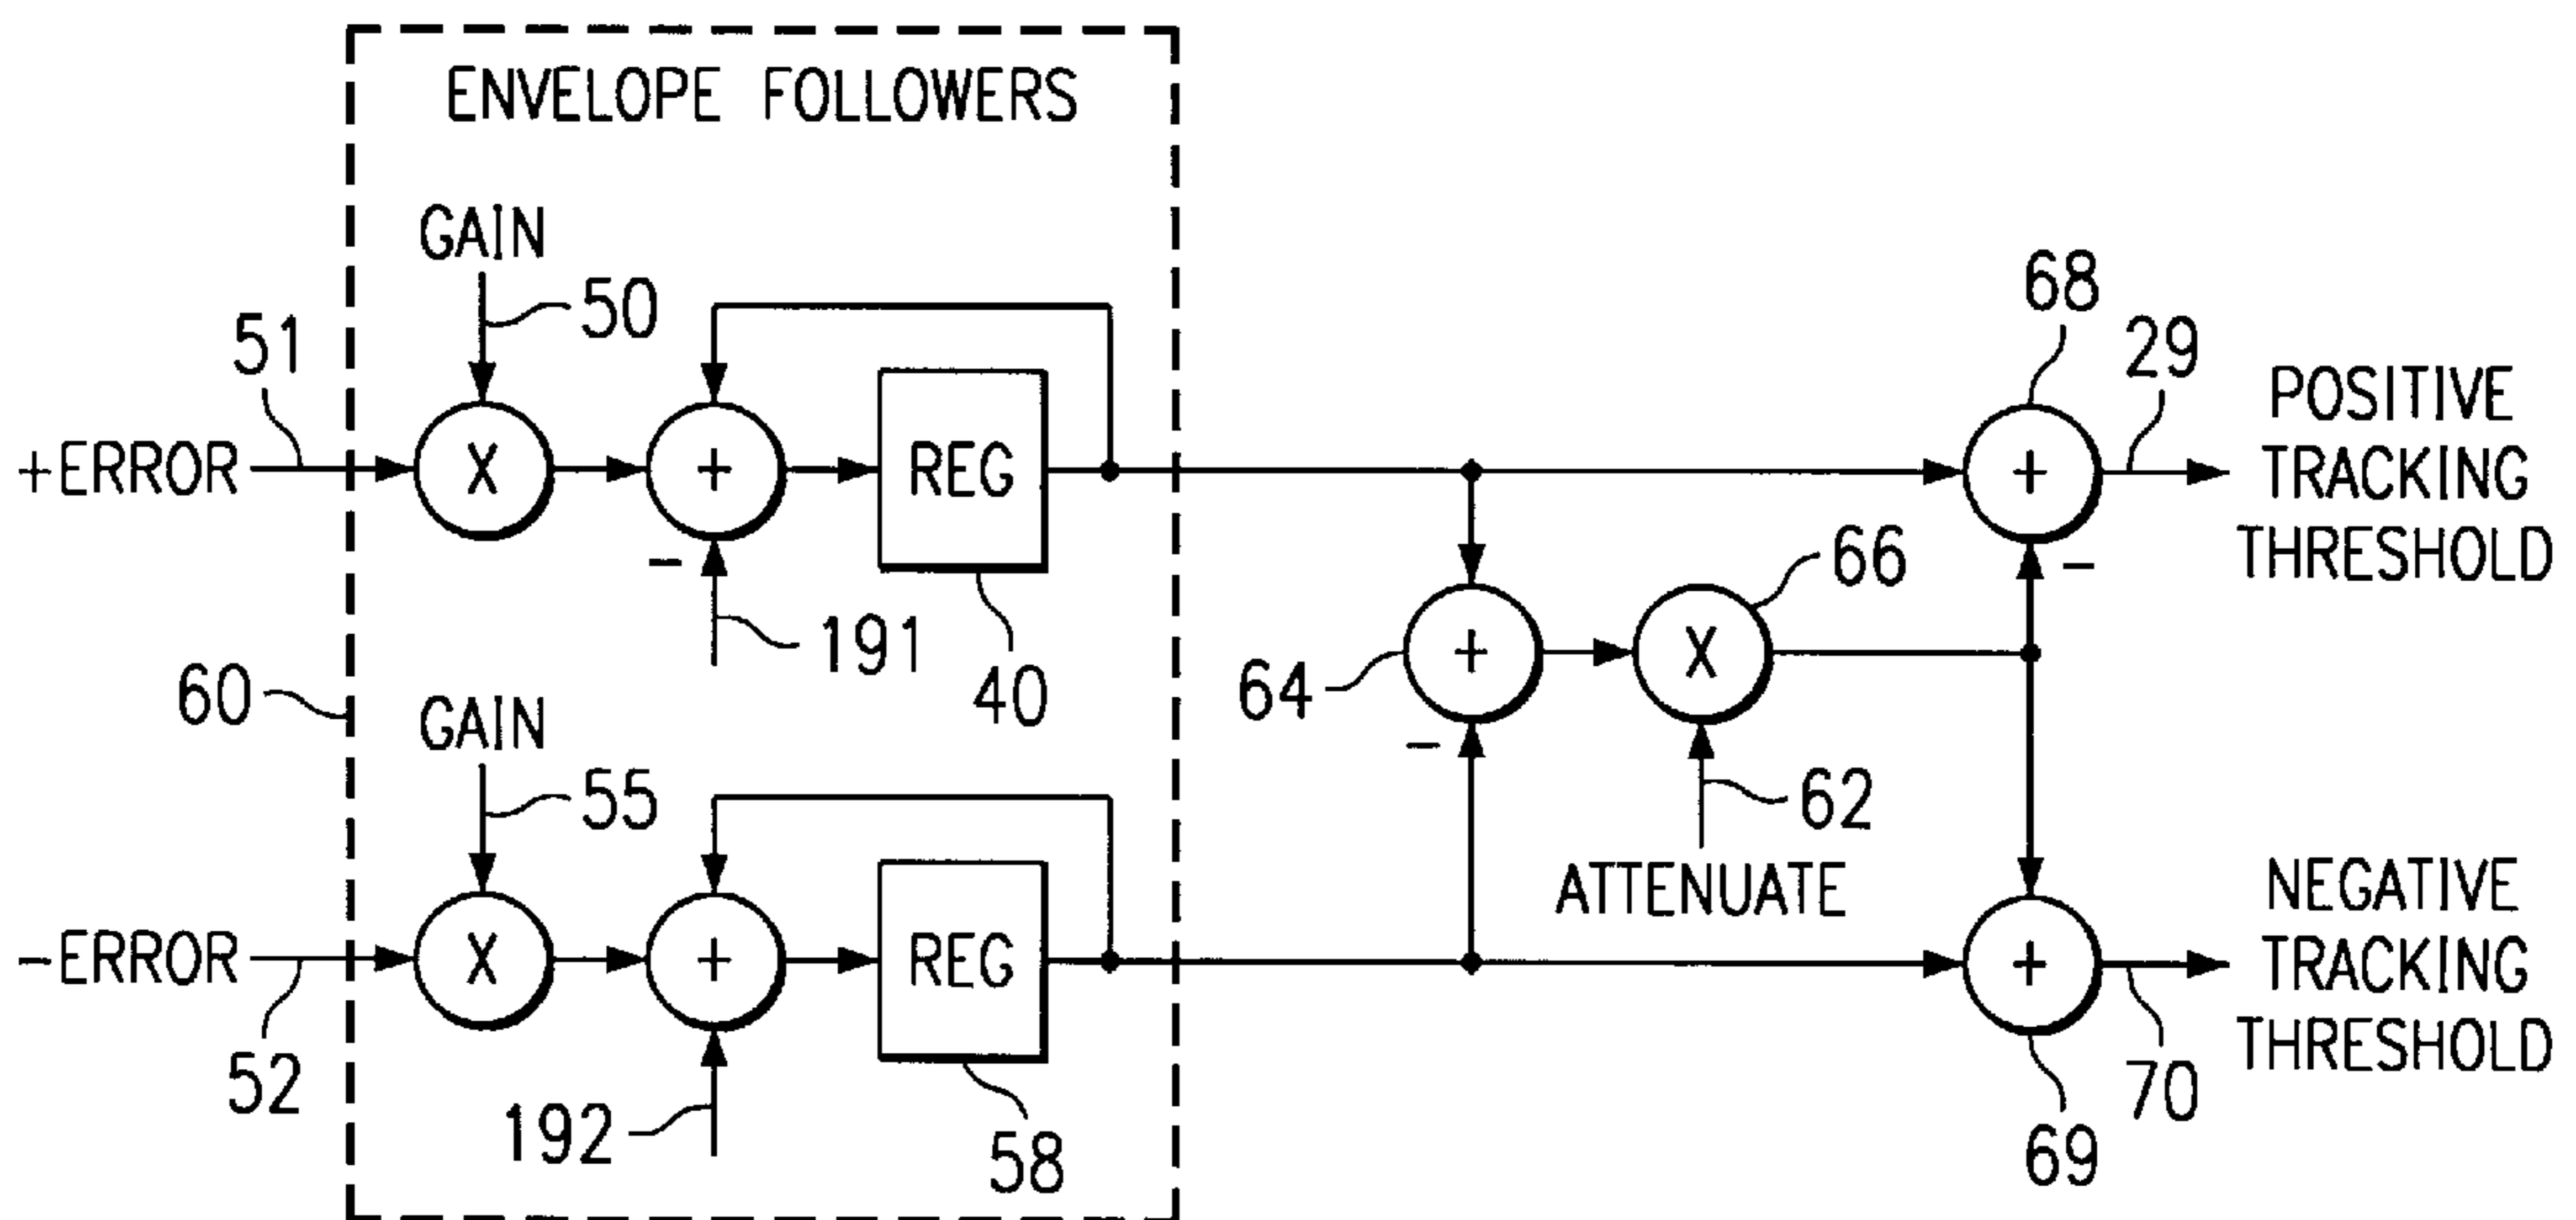 ENVELOPE FOLLOWERS
GAIN
50
51
+ERROR
X
+
REG
-
191
40
60
GAIN
55
-ERROR
X
+
REG
52
192
58
68
29
+
POSITIVE
TRACKING
THRESHOLD
-
66
64
+
X
-
62
ATTENUATE
+
NEGATIVE
TRACKING
THRESHOLD
70
69